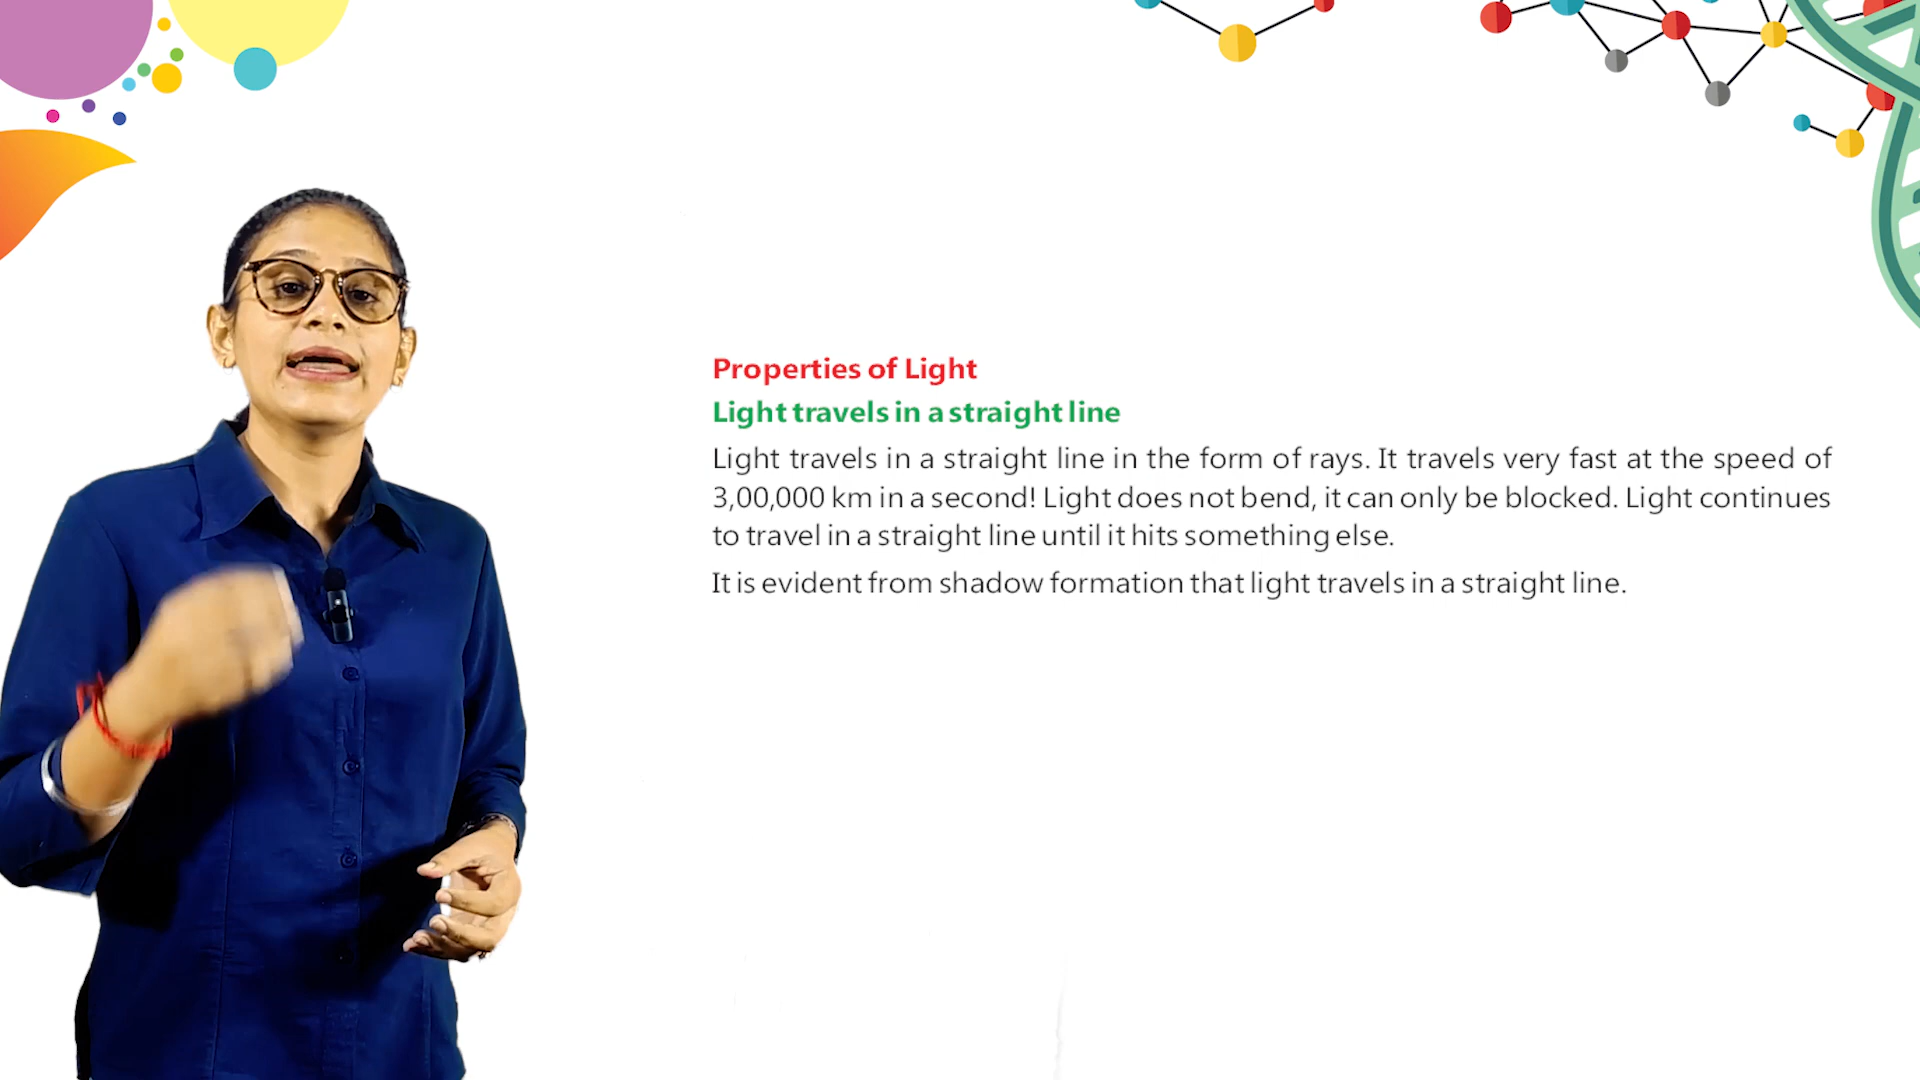 Properties of Light
Light travels in a straight line
Light travels in a straight line in the form of rays. It travels very fast at the speed of
3,00,000 km in a second! Light does not bend, it can only be blocked. Light continues
to travel in a straight line until it hits something else.
It is evident from shadow formation that light travels in a straight line.